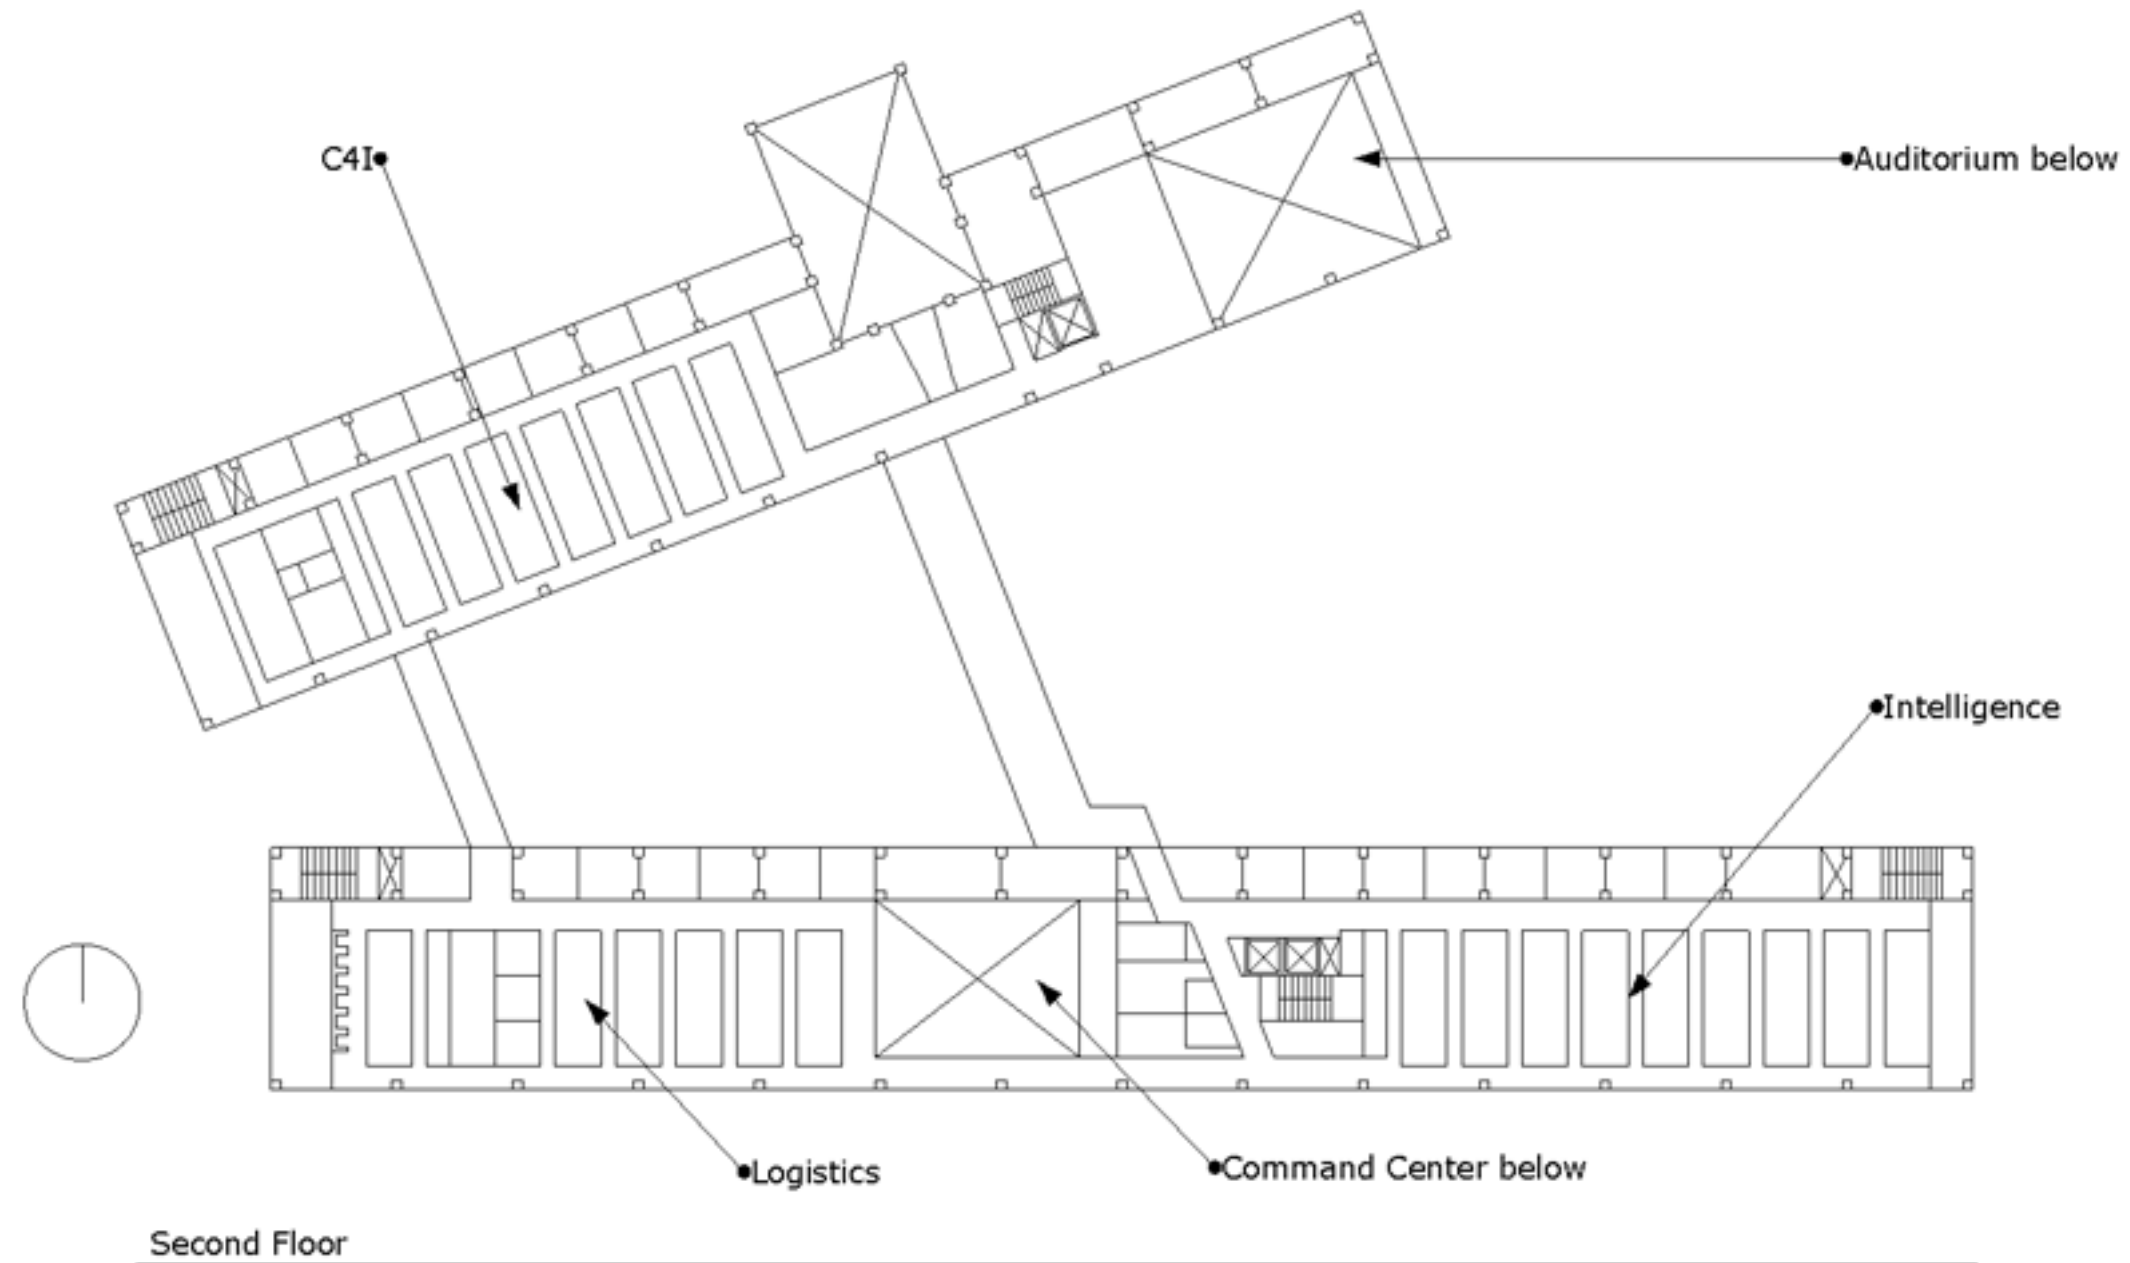 C4I
Auditorium below
Intelligence
Logistics
Command Center below
Second Floor